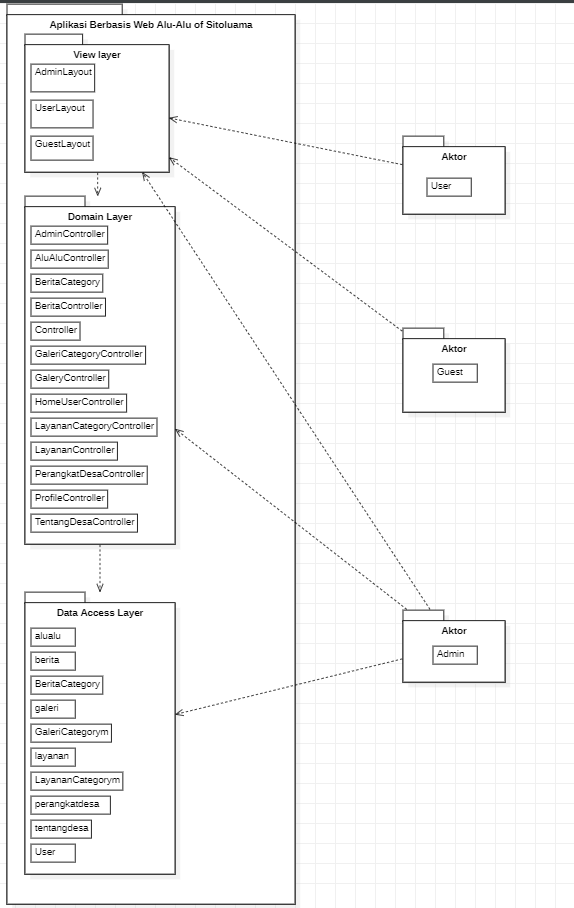 Aplikasi Berbasis Web Alu-Alu of Sitoluama
View layer
AdminLayout
UserLayout
GuestLayout
Domain Layer
AdminController
AluAluController
BeritaCategory
BeritaController
Controller
GaleriCategoryController
GaleryController
HomeUserController
LayananCategoryController
LayananController
PerangkatDesaController
ProfileController
TentangDesaController
Data Access Layer
alualu
berita
BeritaCategory
galeri
GaleriCategorym
layanan
LayananCategorym
perangkatdesa
tentangdesa
User
Aktor
User
Aktor
Guest
Aktor
Admin